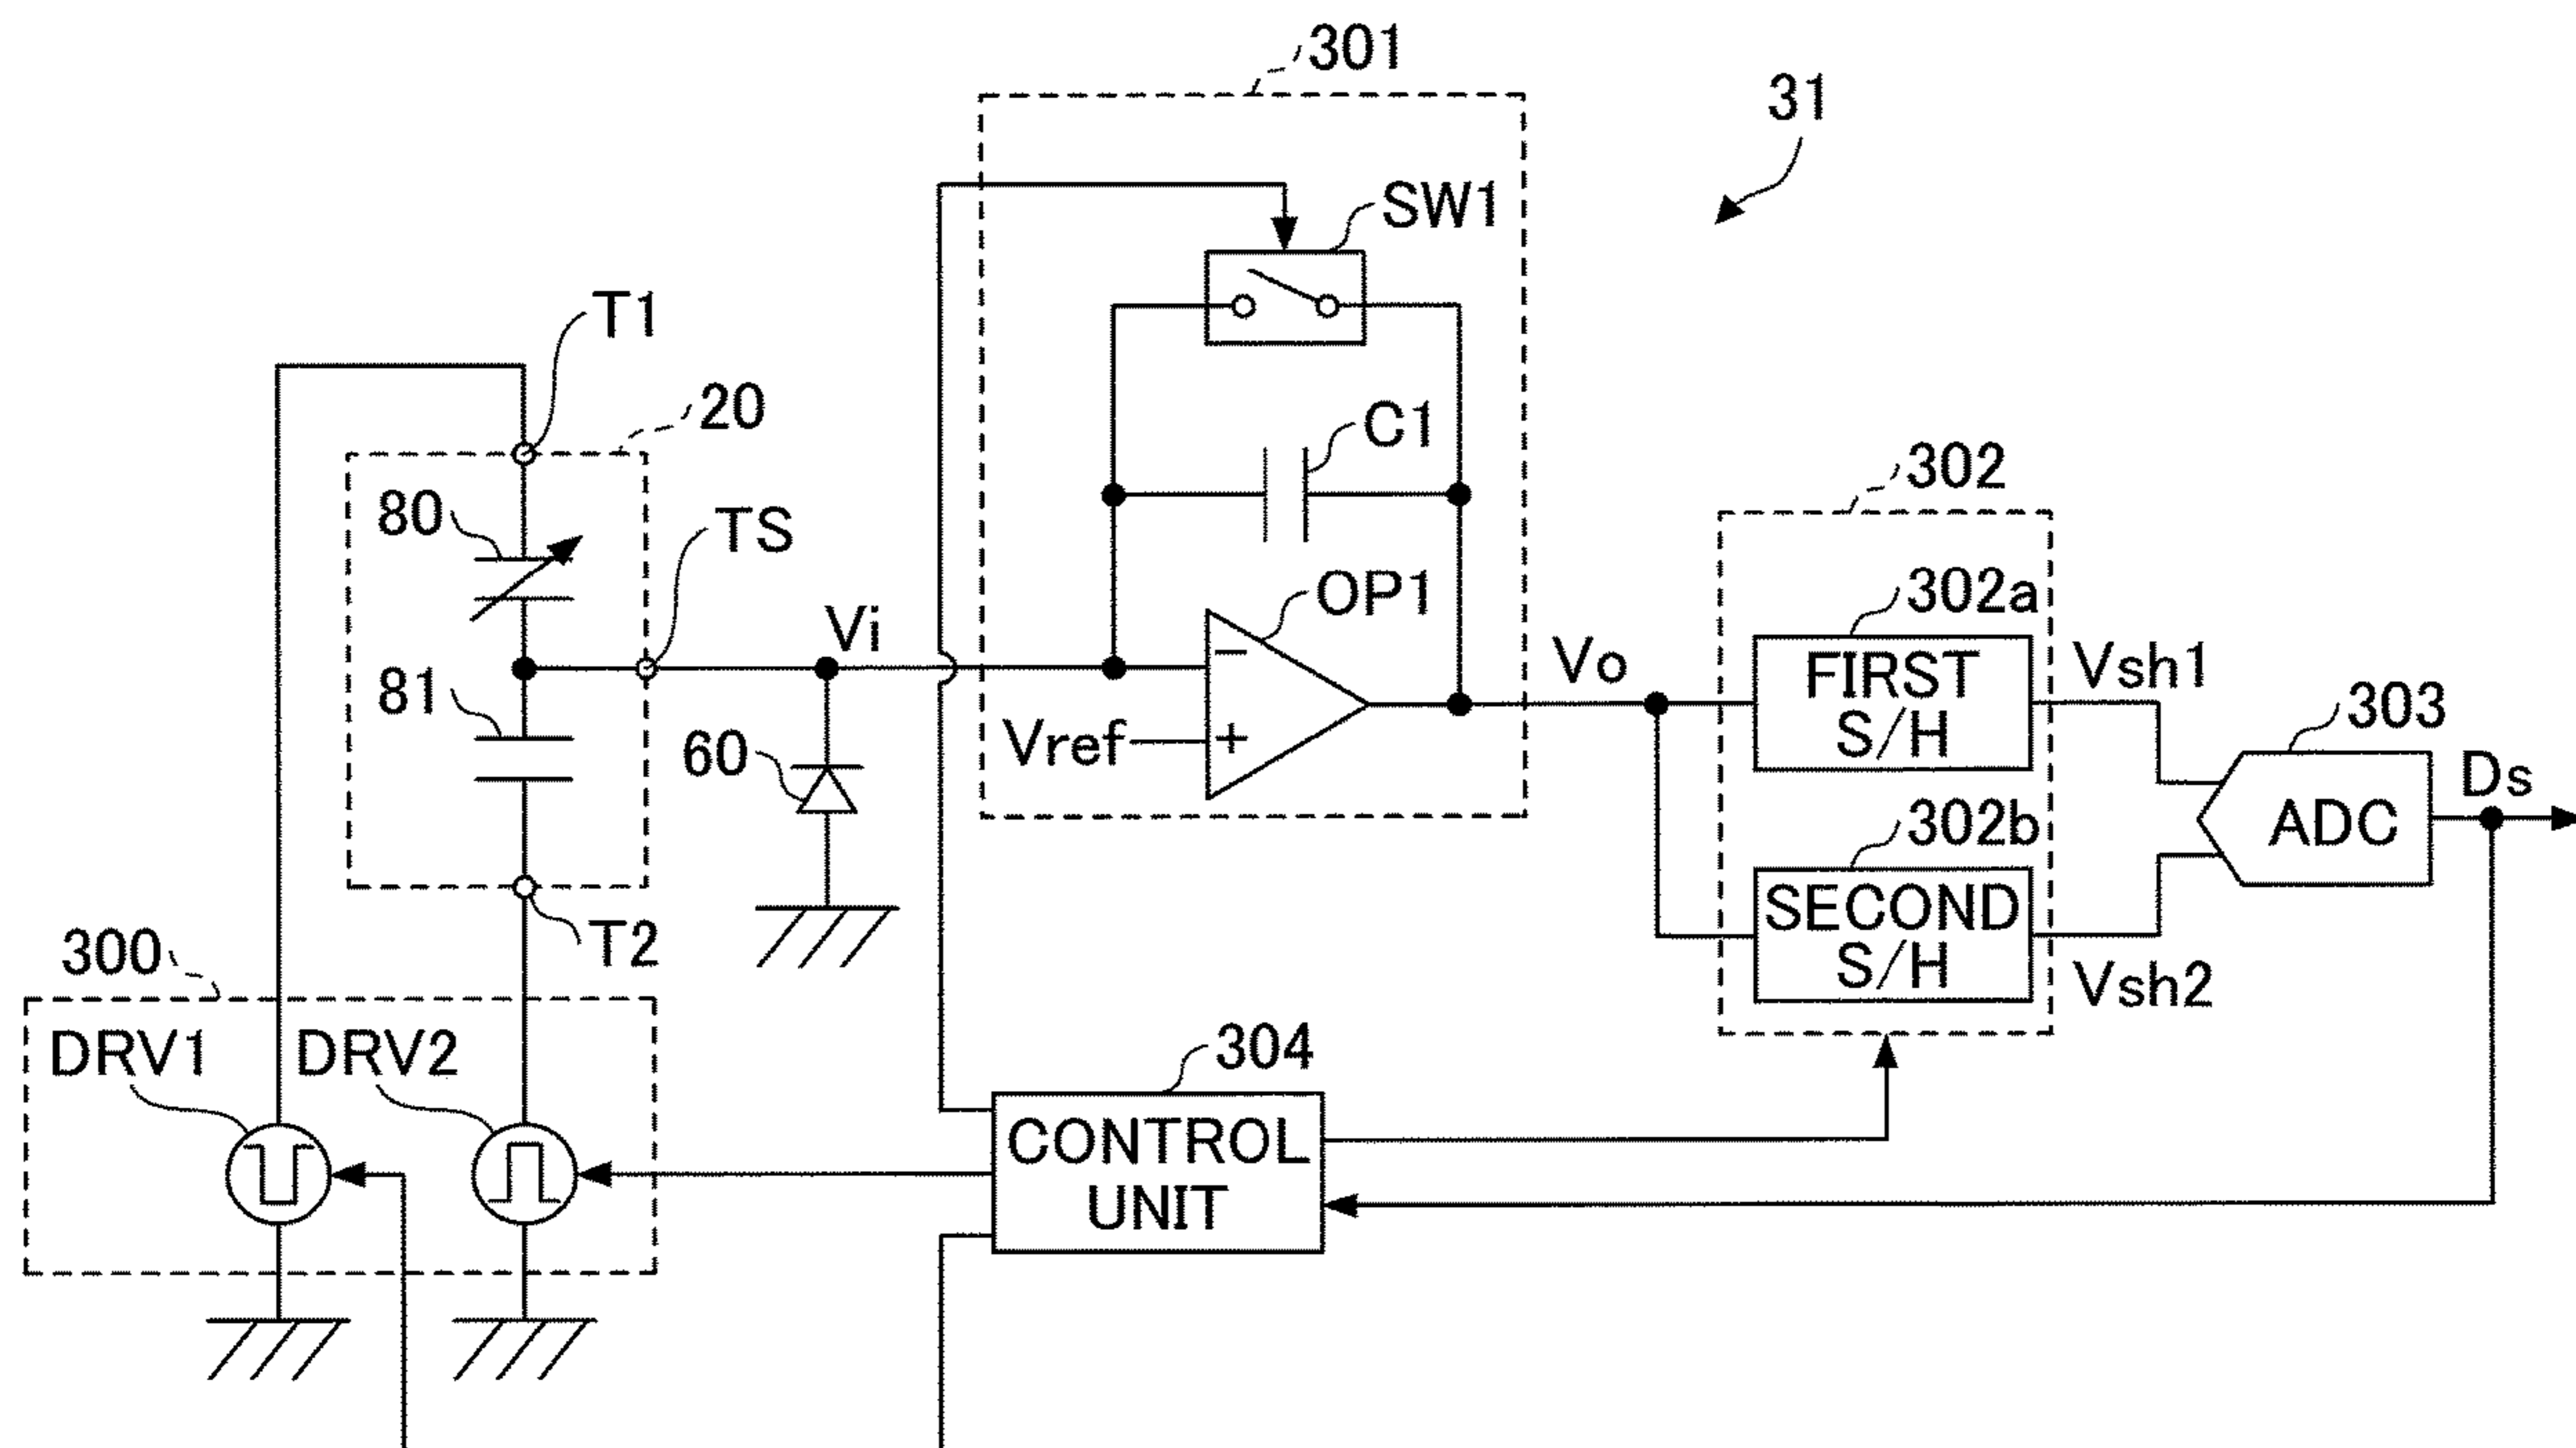 301
31
SW1
T1
20
C1
80
TS
302
OP1
302a
Vi
Vo
FIRST
S/H
Vsh1
81
−
303
Vref
+
60
Ds
ADC
302b
SECOND
S/H
T2
300
Vsh2
DRV1
DRV2
304
CONTROL
UNIT